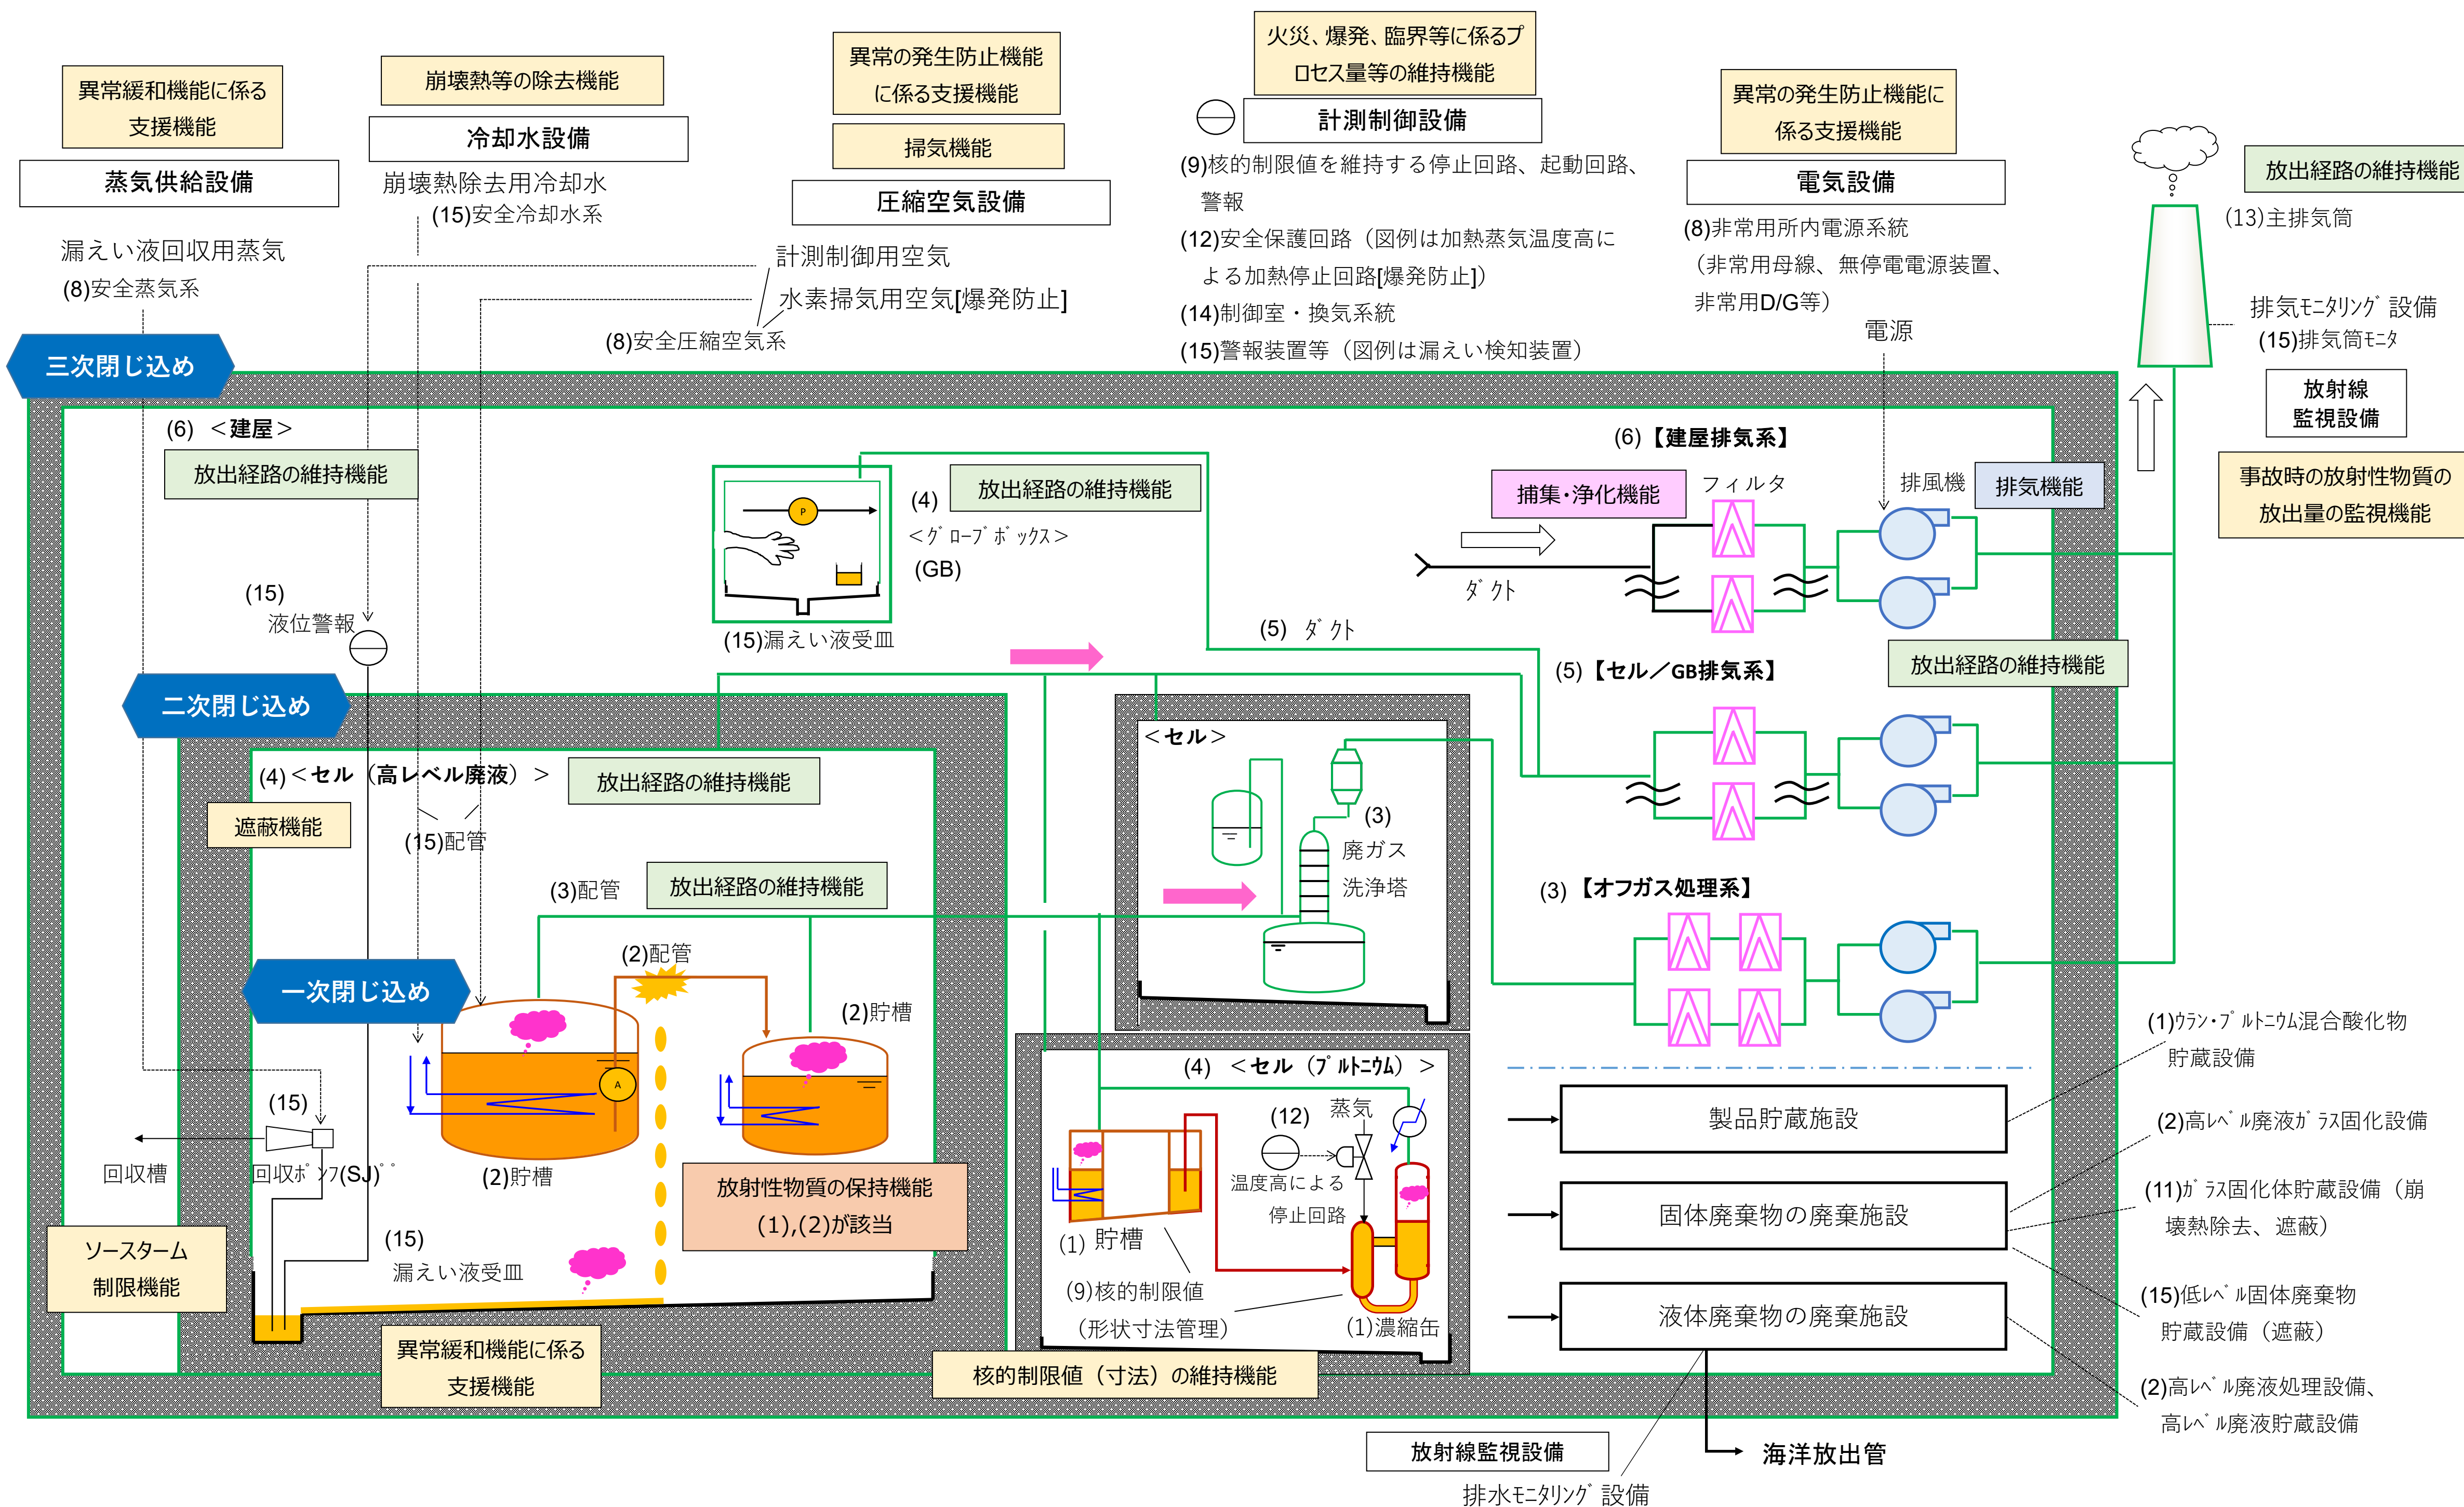 異常緩和機能に係る
支援機能
蒸気供給設備
漏えい液回収用蒸気
(8)安全蒸気系
崩壊熱等の除去機能
冷却水設備
崩壊熱除去用冷却水
(15)安全冷却水系
異常の発生防止機能
に係る支援機能
掃気機能
圧縮空気設備
計測制御用空気
水素掃気用空気[爆発防止]
(8)安全圧縮空気系
火災、爆発、臨界等に係るプ
ロセス量等の維持機能
計測制御設備
(9)核的制限値を維持する停止回路、起動回路、
警報
(12)安全保護回路（図例は加熱蒸気温度高に
よる加熱停止回路[爆発防止]）
(14)制御室・換気系統
(15)警報装置等（図例は漏えい検知装置）
異常の発生防止機能に
係る支援機能
電気設備
(8)非常用所内電源系統
（非常用母線、無停電電源装置、
非常用D/G等）
電源
放出経路の維持機能
(13)主排気筒
排気ﾓﾆﾀﾘﾝｸﾞ設備
(15)排気筒ﾓﾆﾀ
放射線
監視設備
事故時の放射性物質の
放出量の監視機能
三次閉じ込め
(6) ＜建屋＞
放出経路の維持機能
P
(4)
放出経路の維持機能
＜ｸﾞﾛｰﾌﾞﾎﾞｯｸｽ＞
(GB)
(15)漏えい液受皿
(6)【建屋排気系】
捕集・浄化機能
フィルタ
排風機
排気機能
ﾀﾞｸﾄ
(15)
液位警報
(5) ﾀﾞｸﾄ
(5)【セル／GB排気系】
放出経路の維持機能
二次閉じ込め
(4)＜セル（高レベル廃液）＞
放出経路の維持機能
遮蔽機能
(15)配管
(3)配管
放出経路の維持機能
(2)配管
一次閉じ込め
(2)貯槽
A
(2)貯槽
放射性物質の保持機能
(1),(2)が該当
(15)
回収槽
回収ﾎﾟﾝﾌ(SJ)ﾟ
ソースターム
制限機能
(15)
漏えい液受皿
異常緩和機能に係る
支援機能
＜セル＞
(3)
廃ガス
洗浄塔
(3)【オフガス処理系】
(4) ＜セル（ﾌﾟﾙﾄﾆｳﾑ）＞
(12)
蒸気
温度高による
停止回路
(1) 貯槽
(9)核的制限値
（形状寸法管理）
(1)濃縮缶
核的制限値（寸法）の維持機能
製品貯蔵施設
固体廃棄物の廃棄施設
液体廃棄物の廃棄施設
(1)ｳﾗﾝ・ﾌﾟﾙﾄﾆｳﾑ混合酸化物
貯蔵設備
(2)高ﾚﾍﾞﾙ廃液ｶﾞﾗｽ固化設備
(11)ｶﾞﾗｽ固化体貯蔵設備（崩
壊熱除去、遮蔽）
(15)低ﾚﾍﾞﾙ固体廃棄物
貯蔵設備（遮蔽）
(2)高ﾚﾍﾞﾙ廃液処理設備、
高ﾚﾍﾞﾙ廃液貯蔵設備
放射線監視設備
排水ﾓﾆﾀﾘﾝｸﾞ設備
海洋放出管